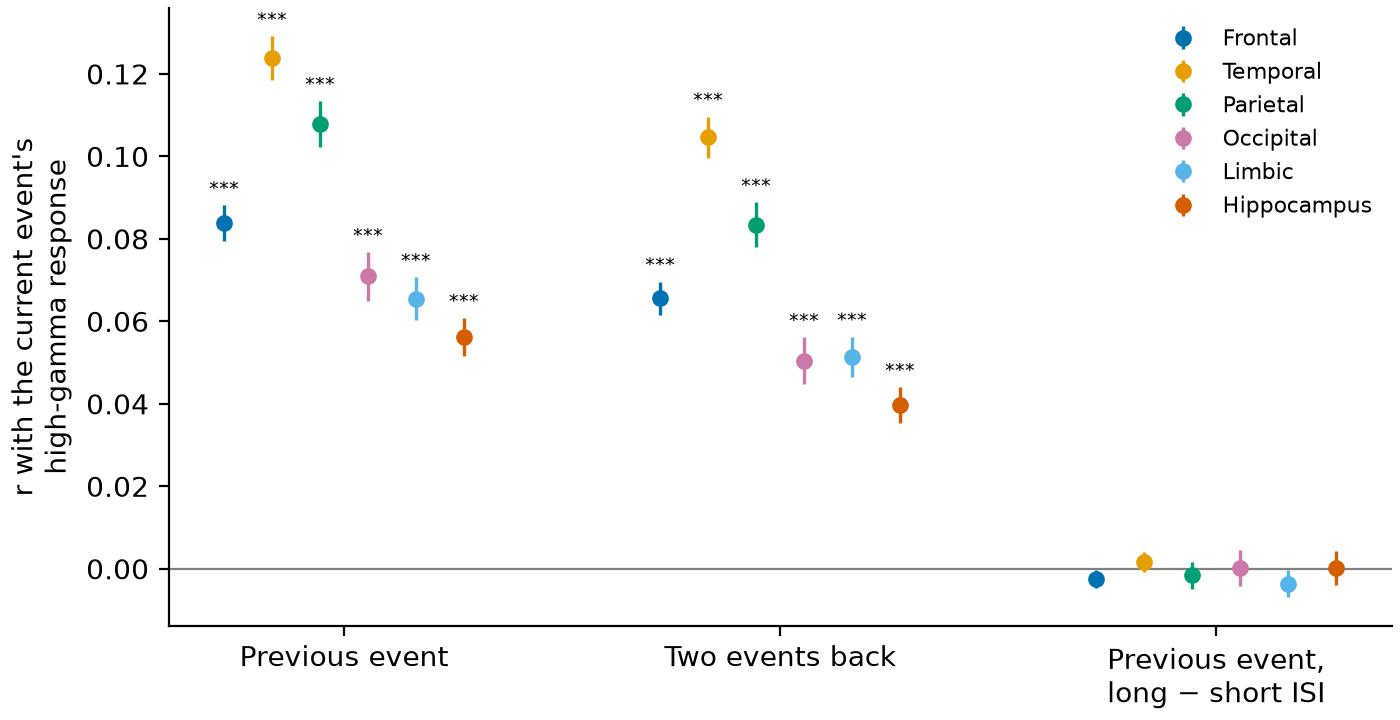 r with the current event's
high-gamma response
0.12
0.10
0.08
0.06
0.04
0.02
0.00
***
***
***
***
***
***
***
***
***
***
***
***
Frontal
Temporal
Parietal
Occipital
Limbic
Hippocampus
Previous event
Two events back
Previous event,
long − short ISI